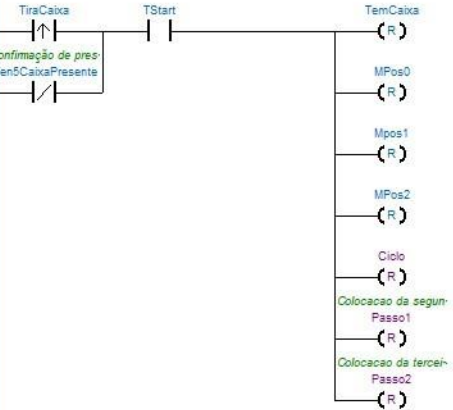 TiraCaixa
TStart
TemCaixa
R
onfirmação de pres
en5CaixaPresente
MPos0
R
Mpos1
R
MPos2
R
Ciclo
R
Colocacao da segun
Passo1
R
Colocacao da tercei
Passo2
R